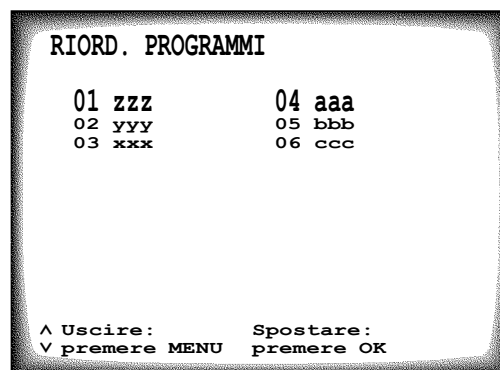 RIORD. PROGRAMMI
01 zzz 04 aaa
02 yyy 05 bbb
03 xxx 06 ccc
∧ Uscire: Spostare:
∨ premere MENU premere OK